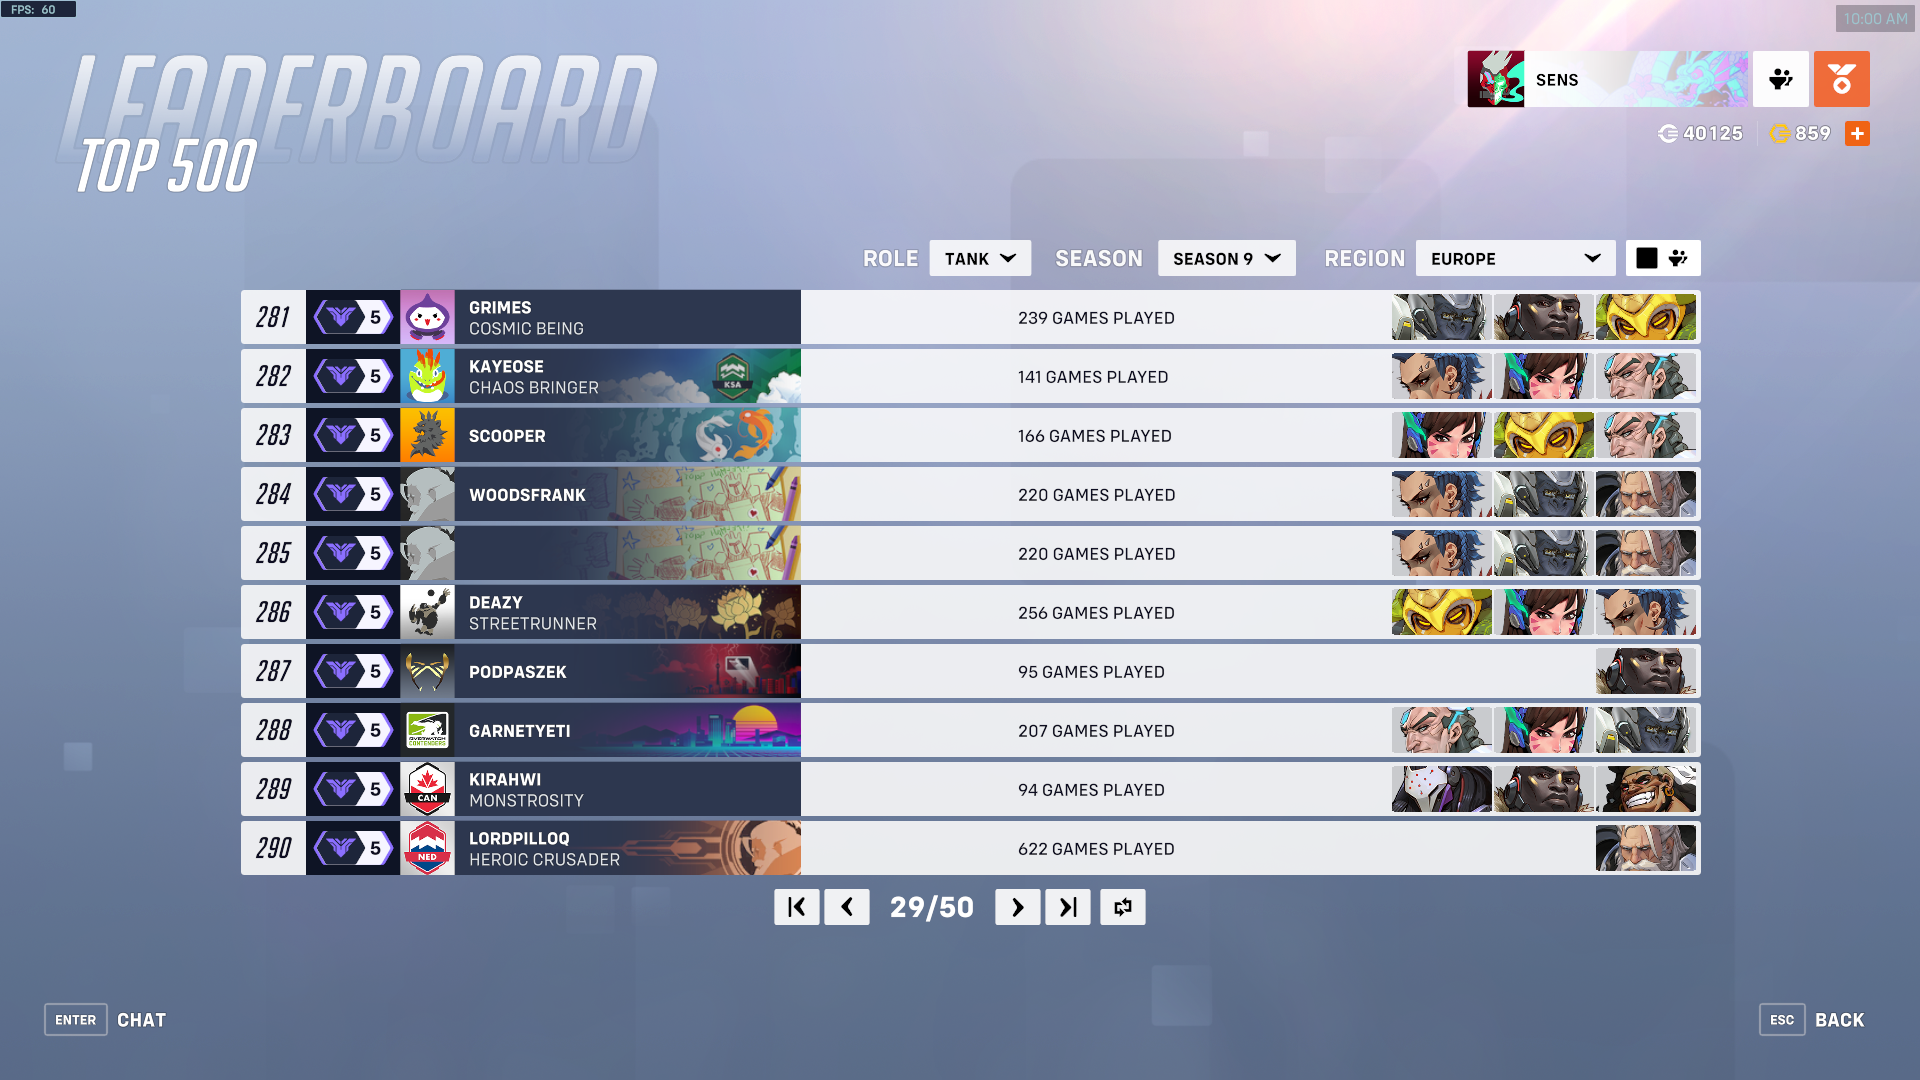 FPS: 60
10:00 AM
LEADERBOARD
TOP 500
SENS
40125 859
ROLE TANK SEASON SEASON 9 REGION EUROPE
281 5 GRIMES COSMIC BEING 239 GAMES PLAYED
282 5 KAYEOSE CHAOS BRINGER KSA 141 GAMES PLAYED
283 5 SCOOPER 166 GAMES PLAYED
284 5 WOODSFRANK 220 GAMES PLAYED
285 5 220 GAMES PLAYED
286 5 DEAZY STREETRUNNER 256 GAMES PLAYED
287 5 PODPASZEK 95 GAMES PLAYED
288 5 OVERWATCH CONTENDERS GARNETYETI 207 GAMES PLAYED
289 5 CAN KIRAHWI MONSTROSITY 94 GAMES PLAYED
290 5 NED LORDPILLOQ HEROIC CRUSADER 622 GAMES PLAYED
29/50
ENTER CHAT
ESC BACK